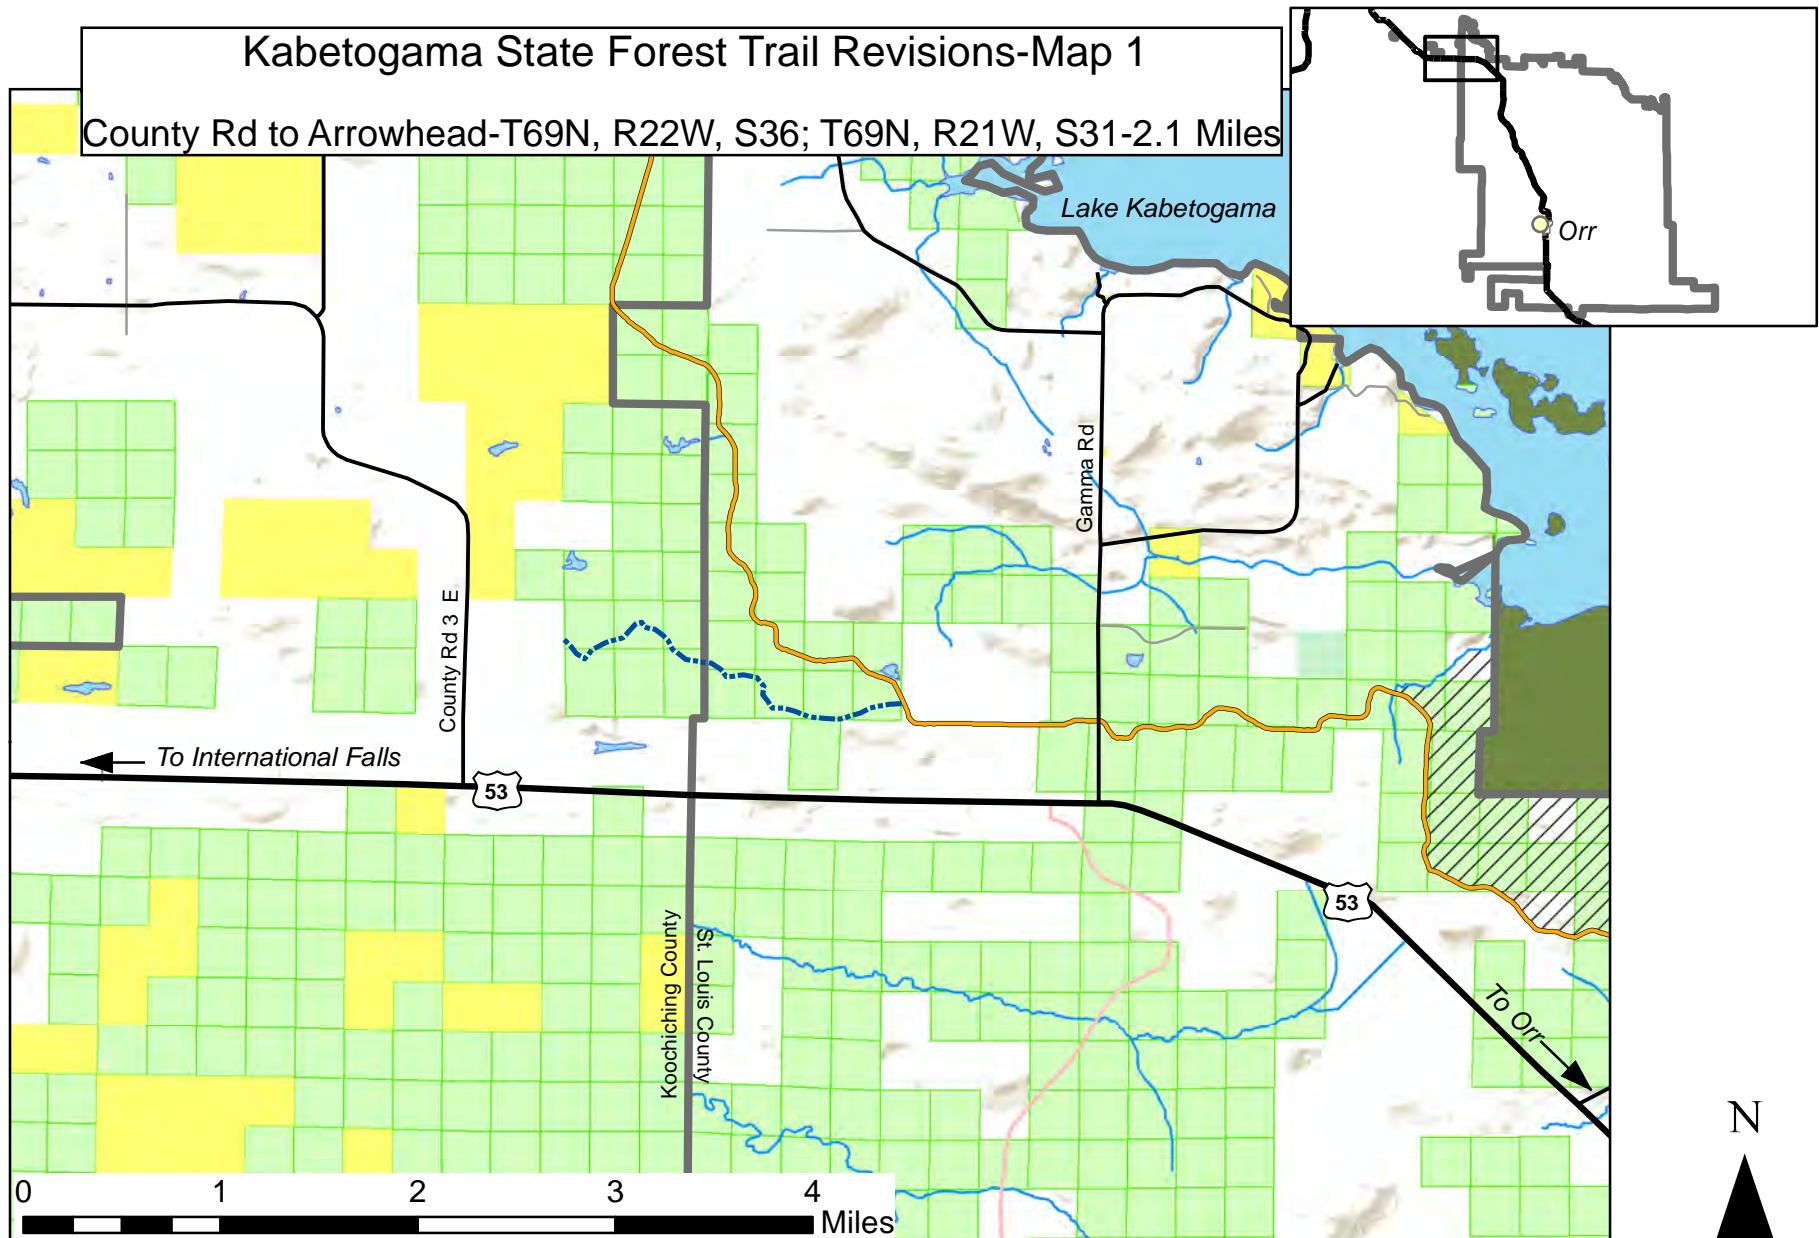 Kabetogama State Forest Trail Revisions-Map 1
County Rd to Arrowhead-T69N, R22W, S36; T69N, R21W, S31-2.1 Miles
Lake Kabetogama
Orr
Gamma Rd
County Rd 3 E
To International Falls
53
53
Koochiching County
St. Louis County
To Orr
N
0 1 2 3 4
Miles